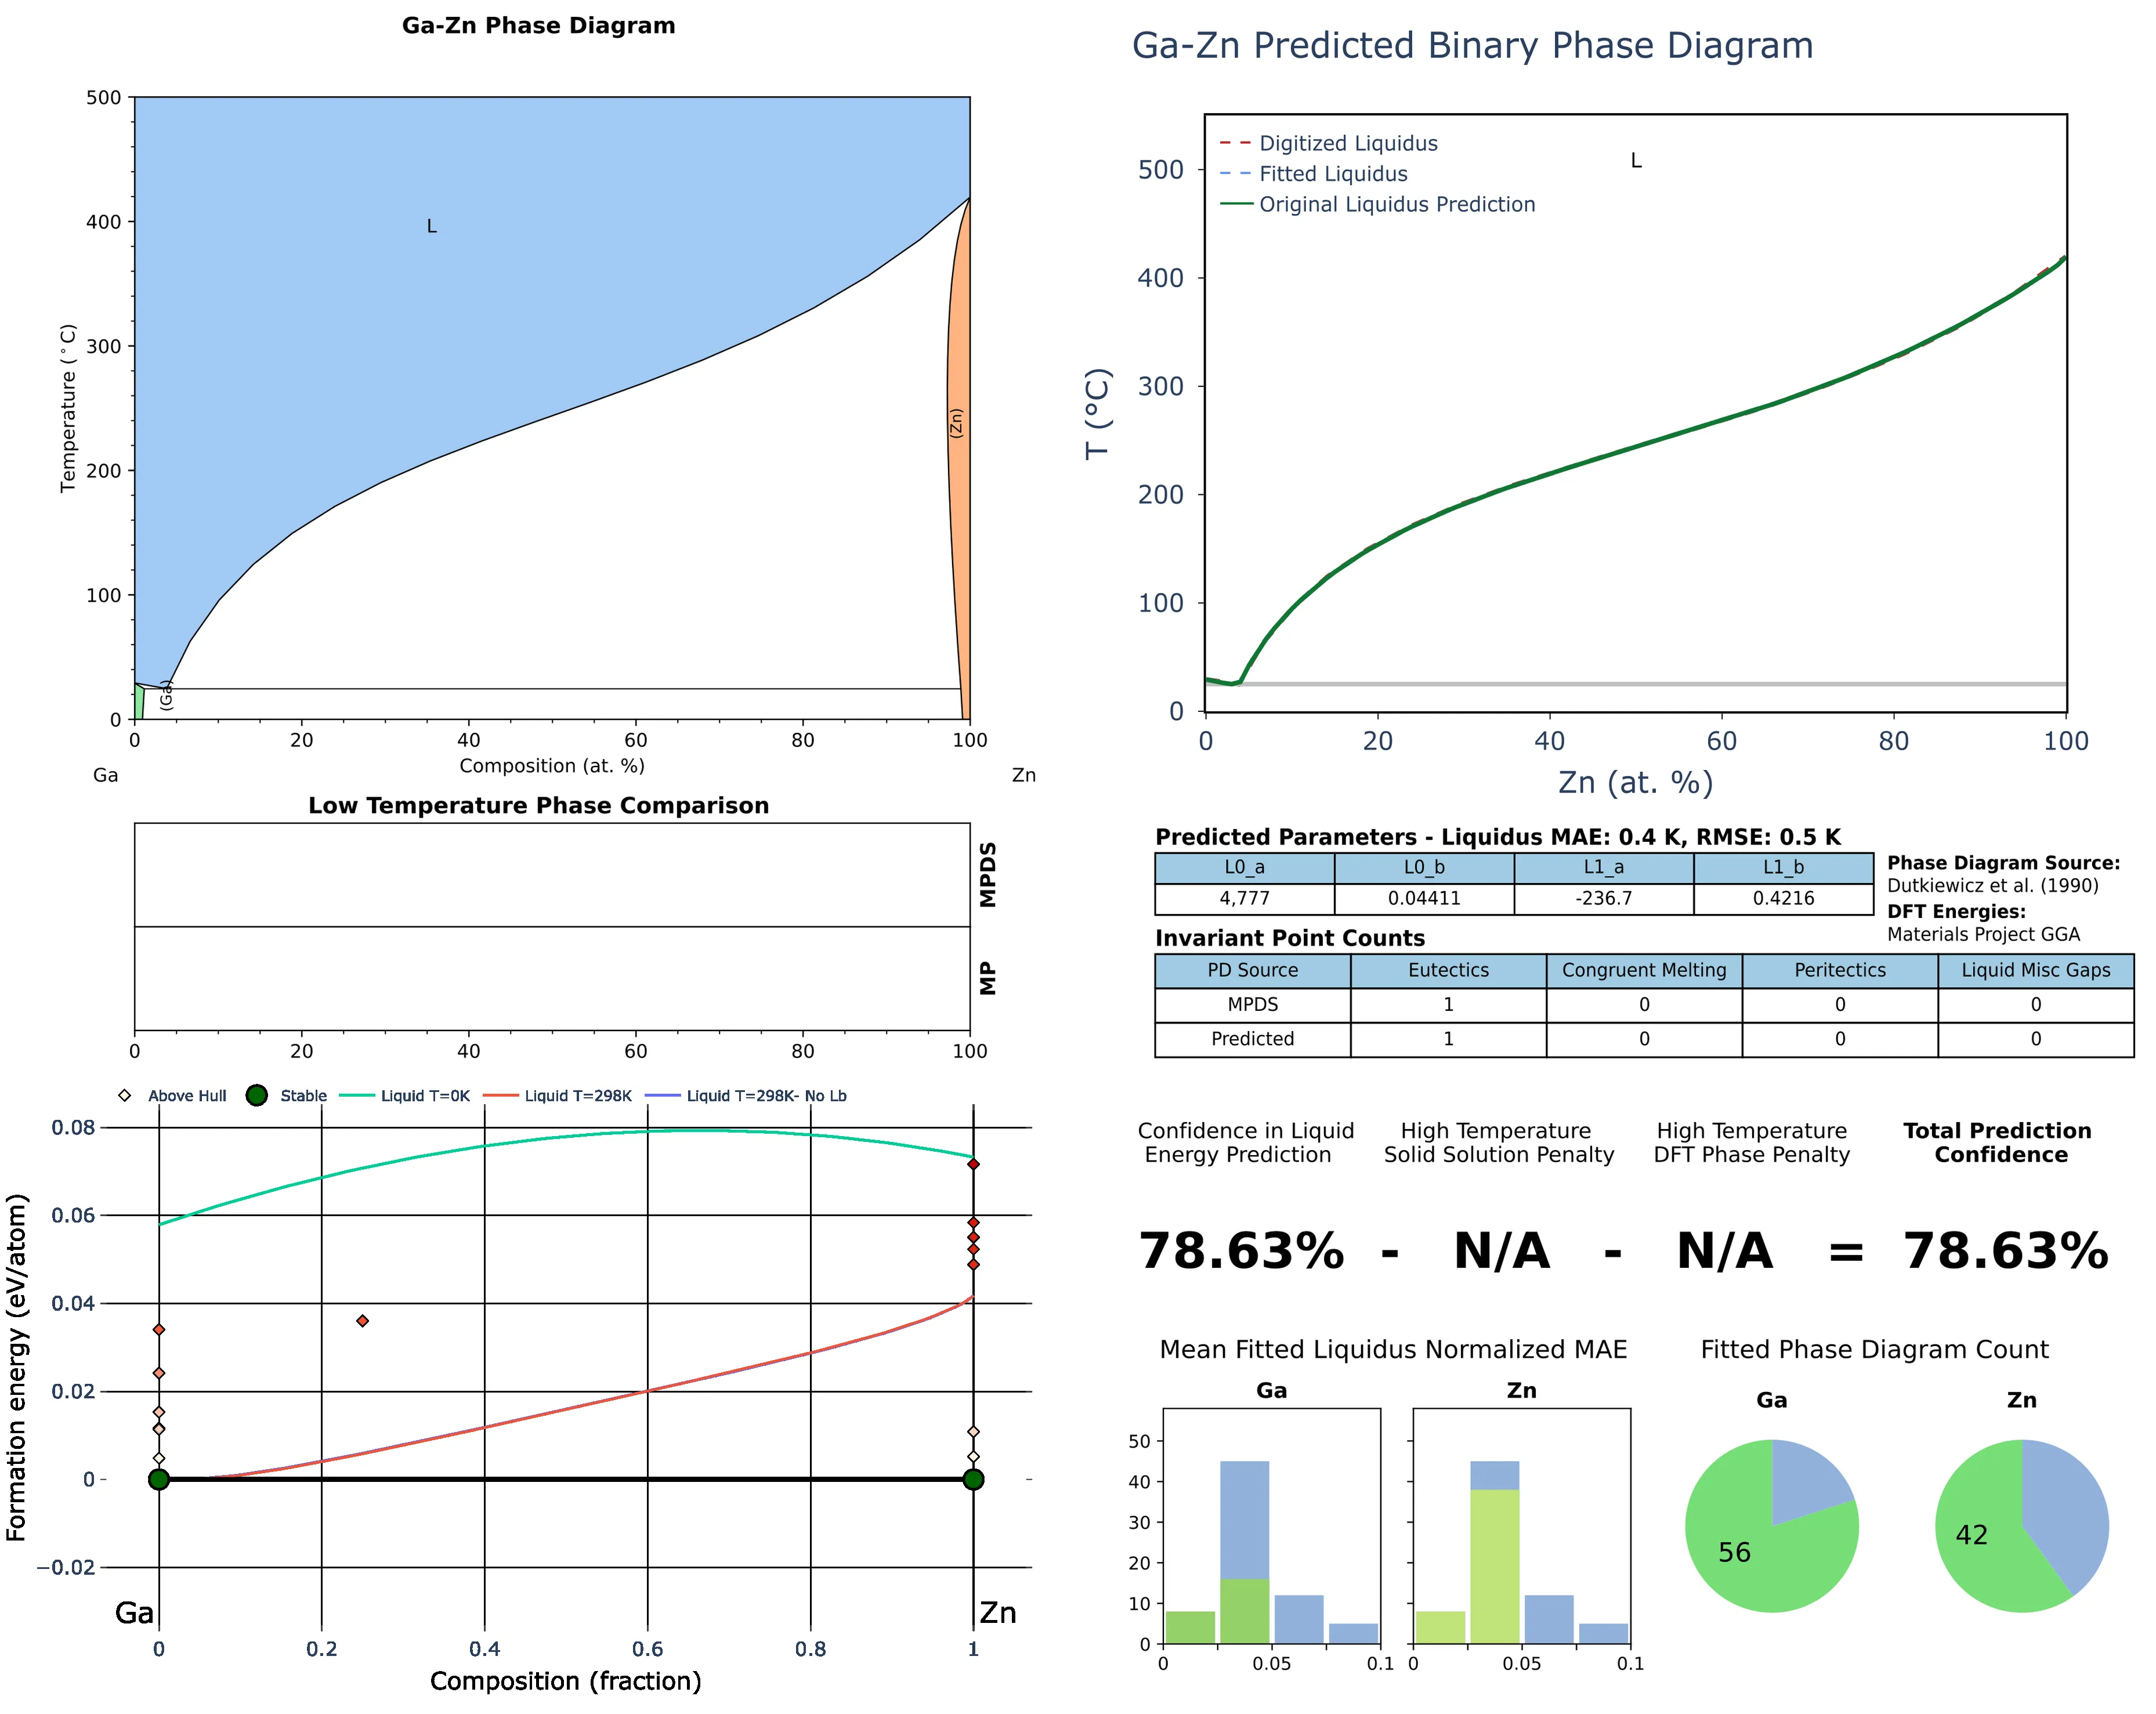 Ga-Zn Phase Diagram
500
400
300
200
100
0
Temperature (°C)
L
(Ga)
(Zn)
0 20 40 60 80 100
Composition (at. %)
Ga Zn
Low Temperature Phase Comparison
MPDS
MP
0 20 40 60 80 100
Above Hull Stable Liquid T=0K Liquid T=298K Liquid T=298K- No Lb
0.08
0.06
0.04
0.02
0
−0.02
Formation energy (eV/atom)
Ga Zn
0 0.2 0.4 0.6 0.8 1
Composition (fraction)
Ga-Zn Predicted Binary Phase Diagram
Digitized Liquidus
Fitted Liquidus
Original Liquidus Prediction
L
500
400
300
200
100
0
T (°C)
0 20 40 60 80 100
Zn (at. %)
Predicted Parameters - Liquidus MAE: 0.4 K, RMSE: 0.5 K
L0_a L0_b L1_a L1_b
4,777 0.04411 -236.7 0.4216
Phase Diagram Source:
Dutkiewicz et al. (1990)
DFT Energies:
Materials Project GGA
Invariant Point Counts
PD Source Eutectics Congruent Melting Peritectics Liquid Misc Gaps
MPDS 1 0 0 0
Predicted 1 0 0 0
Confidence in Liquid
Energy Prediction
High Temperature
Solid Solution Penalty
High Temperature
DFT Phase Penalty
Total Prediction
Confidence
78.63% - N/A - N/A = 78.63%
Mean Fitted Liquidus Normalized MAE
Ga Zn
50
40
30
20
10
0
0 0.05 0.1 0 0.05 0.1
Fitted Phase Diagram Count
Ga Zn
56 42